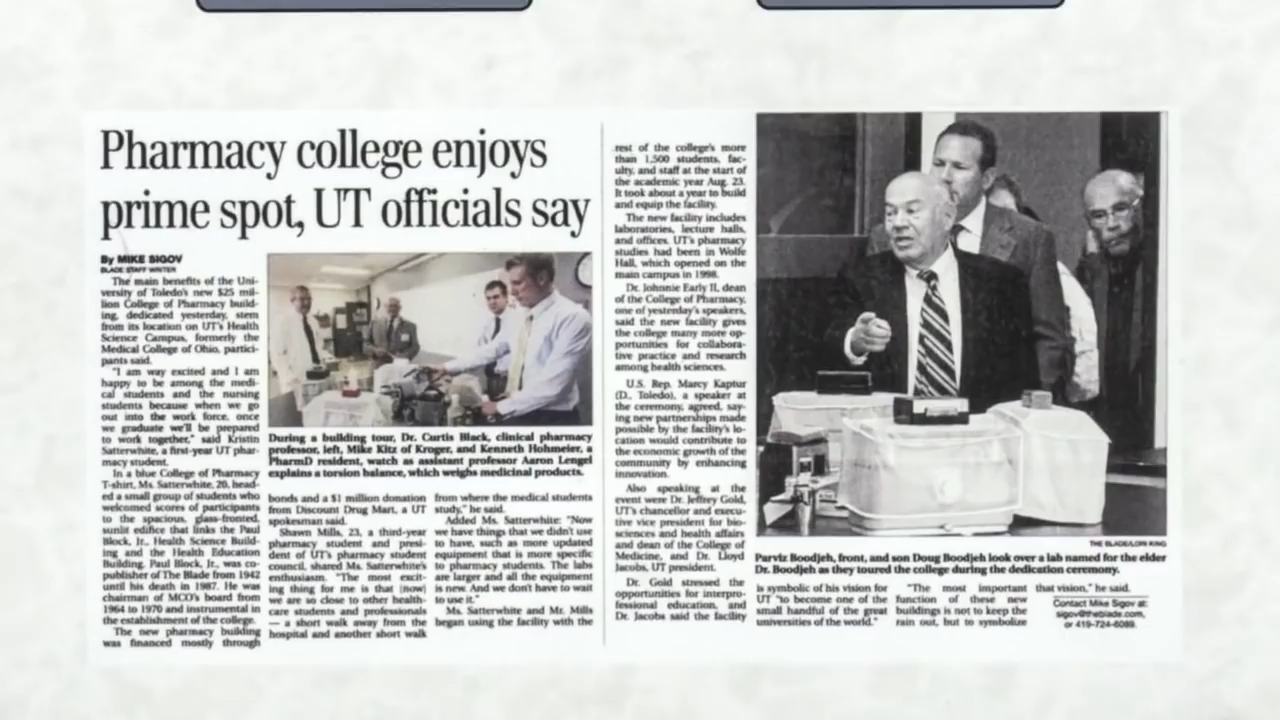 Pharmacy college enjoys
prime spot, UT officials say
By MIKE SIGOV
BLADE STAFF WRITER
The main benefits of the Uni-
versity of Toledo's new $25 mil-
lion College of Pharmacy build-
ing, dedicated yesterday, stem
from its location on UT's Health
Science Campus, formerly the
Medical College of Ohio, partici-
pants said.
"I am way excited and I am
happy to be among the medi-
cal students and the nursing
students because when we go
out into the work force, once
we graduate we'll be prepared
to work together," said Kristin
Satterwhite, a first-year UT phar-
macy student.
In a blue College of Pharmacy
T-shirt, Ms. Satterwhite, 20, head-
ed a small group of students who
welcomed scores of participants
to the spacious, glass-fronted,
sunlit edifice that links the Paul
Block, Jr., Health Science Build-
ing and the Health Education
Building. Paul Block, Jr., was co-
publisher of The Blade from 1942
until his death in 1987. He was
chairman of MCO's board from
1964 to 1970 and instrumental in
the establishment of the college.
The new pharmacy building
was financed mostly through
During a building tour, Dr. Curtis Black, clinical pharmacy
professor, left, Mike Kitz of Kroger, and Kenneth Hohmeier, a
PharmD resident, watch as assistant professor Aaron Lengel
explains a torsion balance, which weighs medicinal products.
bonds and a $1 million donation
from Discount Drug Mart, a UT
spokesman said.
Shawn Mills, 23, a third-year
pharmacy student and presi-
dent of UT's pharmacy student
council, shared Ms. Satterwhite's
enthusiasm. "The most excit-
ing thing for me is that [now]
we are so close to other health-
care students and professionals
— a short walk away from the
hospital and another short walk
from where the medical students
study," he said.
Added Ms. Satterwhite: "Now
we have things that we didn't use
to have, such as more updated
equipment that is more specific
to pharmacy students. The labs
are larger and all the equipment
is new. And we don't have to wait
to use it."
Ms. Satterwhite and Mr. Mills
began using the facility with the
rest of the college's more
than 1,500 students, fac-
ulty, and staff at the start of
the academic year Aug. 23.
It took about a year to build
and equip the facility.
The new facility includes
laboratories, lecture halls,
and offices. UT's pharmacy
studies had been in Wolfe
Hall, which opened on the
main campus in 1998.
Dr. Johnnie Early II, dean
of the College of Pharmacy,
one of yesterday's speakers,
said the new facility gives
the college many more op-
portunities for collabora-
tive practice and research
among health sciences.
U.S. Rep. Marcy Kaptur
(D., Toledo), a speaker at
the ceremony, agreed, say-
ing new partnerships made
possible by the facility's lo-
cation would contribute to
the economic growth of the
community by enhancing
innovation.
Also speaking at the
event were Dr. Jeffrey Gold,
UT's chancellor and execu-
tive vice president for bio-
sciences and health affairs
and dean of the College of
Medicine, and Dr. Lloyd
Jacobs, UT president.
Dr. Gold stressed the
opportunities for interpro-
fessional education, and
Dr. Jacobs said the facility
THE BLADE/LORI KING
Parviz Boodjeh, front, and son Doug Boodjeh look over a lab named for the elder
Dr. Boodjeh as they toured the college during the dedication ceremony.
is symbolic of his vision for
UT "to become one of the
small handful of the great
universities of the world."
"The most important
function of these new
buildings is not to keep the
rain out, but to symbolize
that vision," he said.
Contact Mike Sigov at:
sigov@theblade.com,
or 419-724-6089.